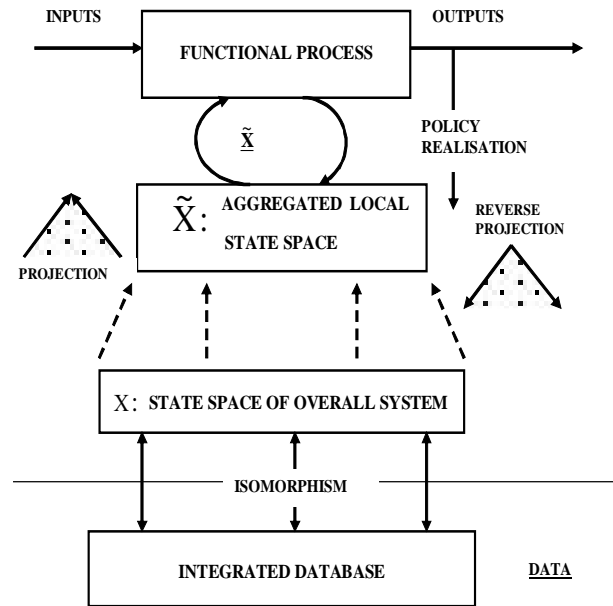 INPUTS
OUTPUTS
FUNCTIONAL PROCESS
X̃
POLICY
REALISATION
X̃: AGGREGATED LOCAL
STATE SPACE
REVERSE
PROJECTION
PROJECTION
X: STATE SPACE OF OVERALL SYSTEM
ISOMORPHISM
INTEGRATED DATABASE
DATA